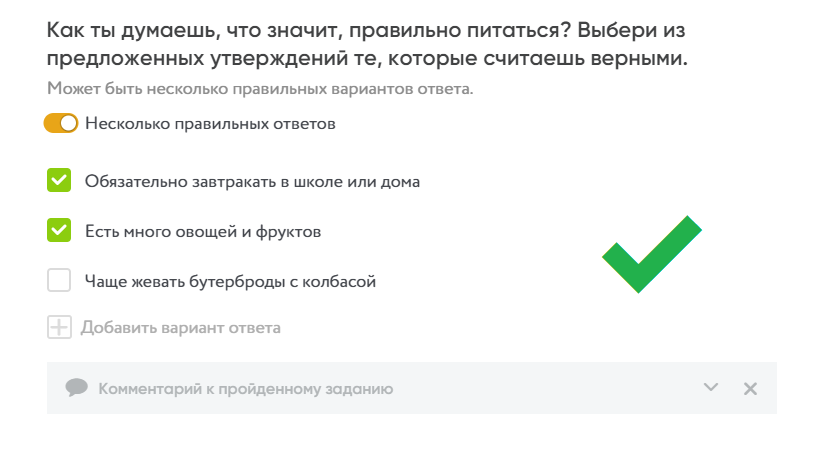 Как ты думаешь, что значит, правильно питаться? Выбери из
предложенных утверждений те, которые считаешь верными.
Может быть несколько правильных вариантов ответа.
Несколько правильных ответов
Обязательно завтракать в школе или дома
Есть много овощей и фруктов
Чаще жевать бутерброды с колбасой
Добавить вариант ответа
Комментарий к пройденному заданию